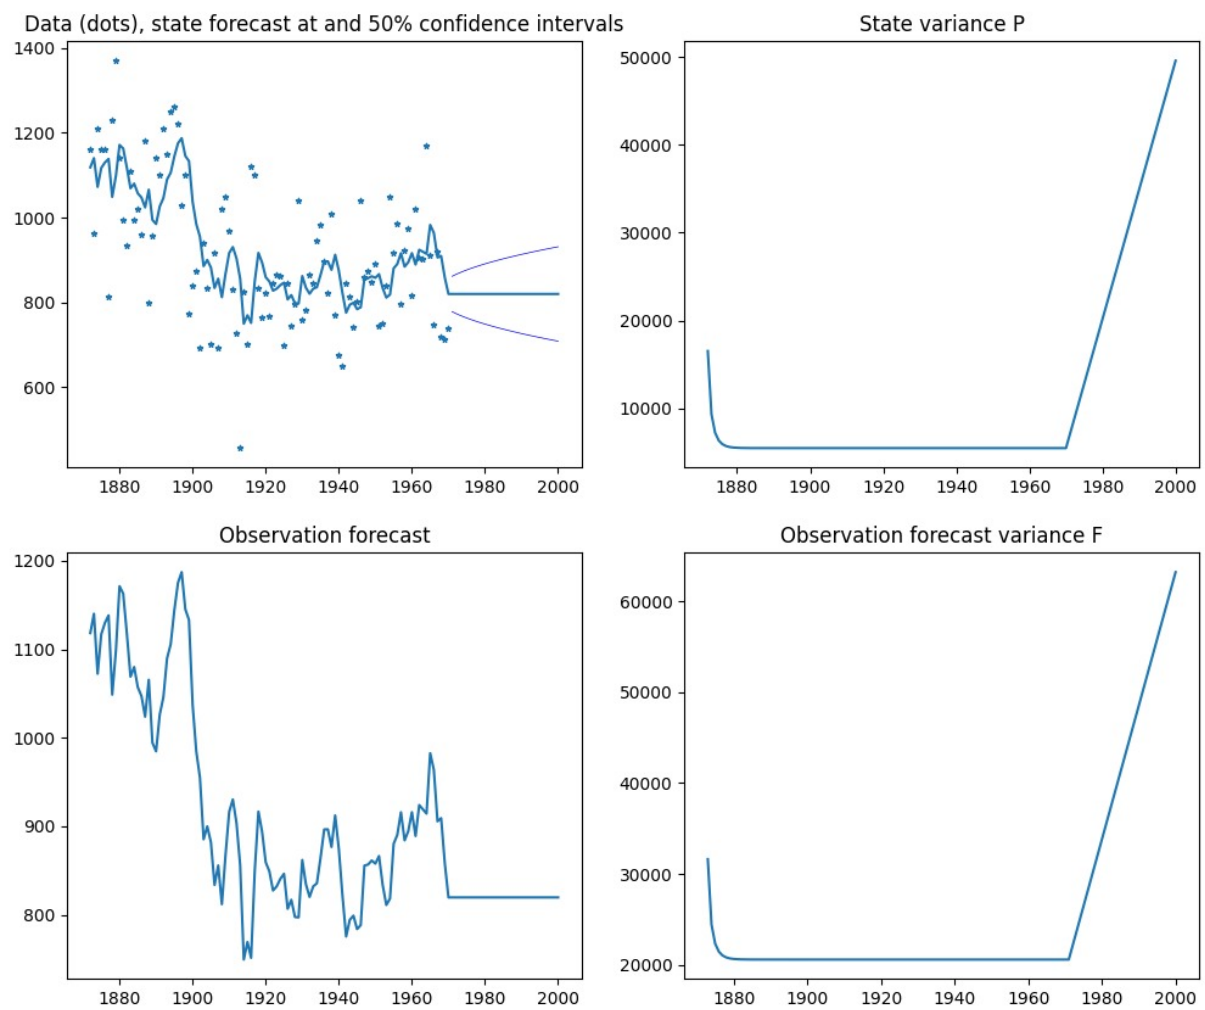 Data (dots), state forecast at and 50% confidence intervals
1400
1200
1000
800
600
1880 1900 1920 1940 1960 1980 2000
State variance P
50000
40000
30000
20000
10000
1880 1900 1920 1940 1960 1980 2000
Observation forecast
1200
1100
1000
900
800
1880 1900 1920 1940 1960 1980 2000
Observation forecast variance F
60000
50000
40000
30000
20000
1880 1900 1920 1940 1960 1980 2000